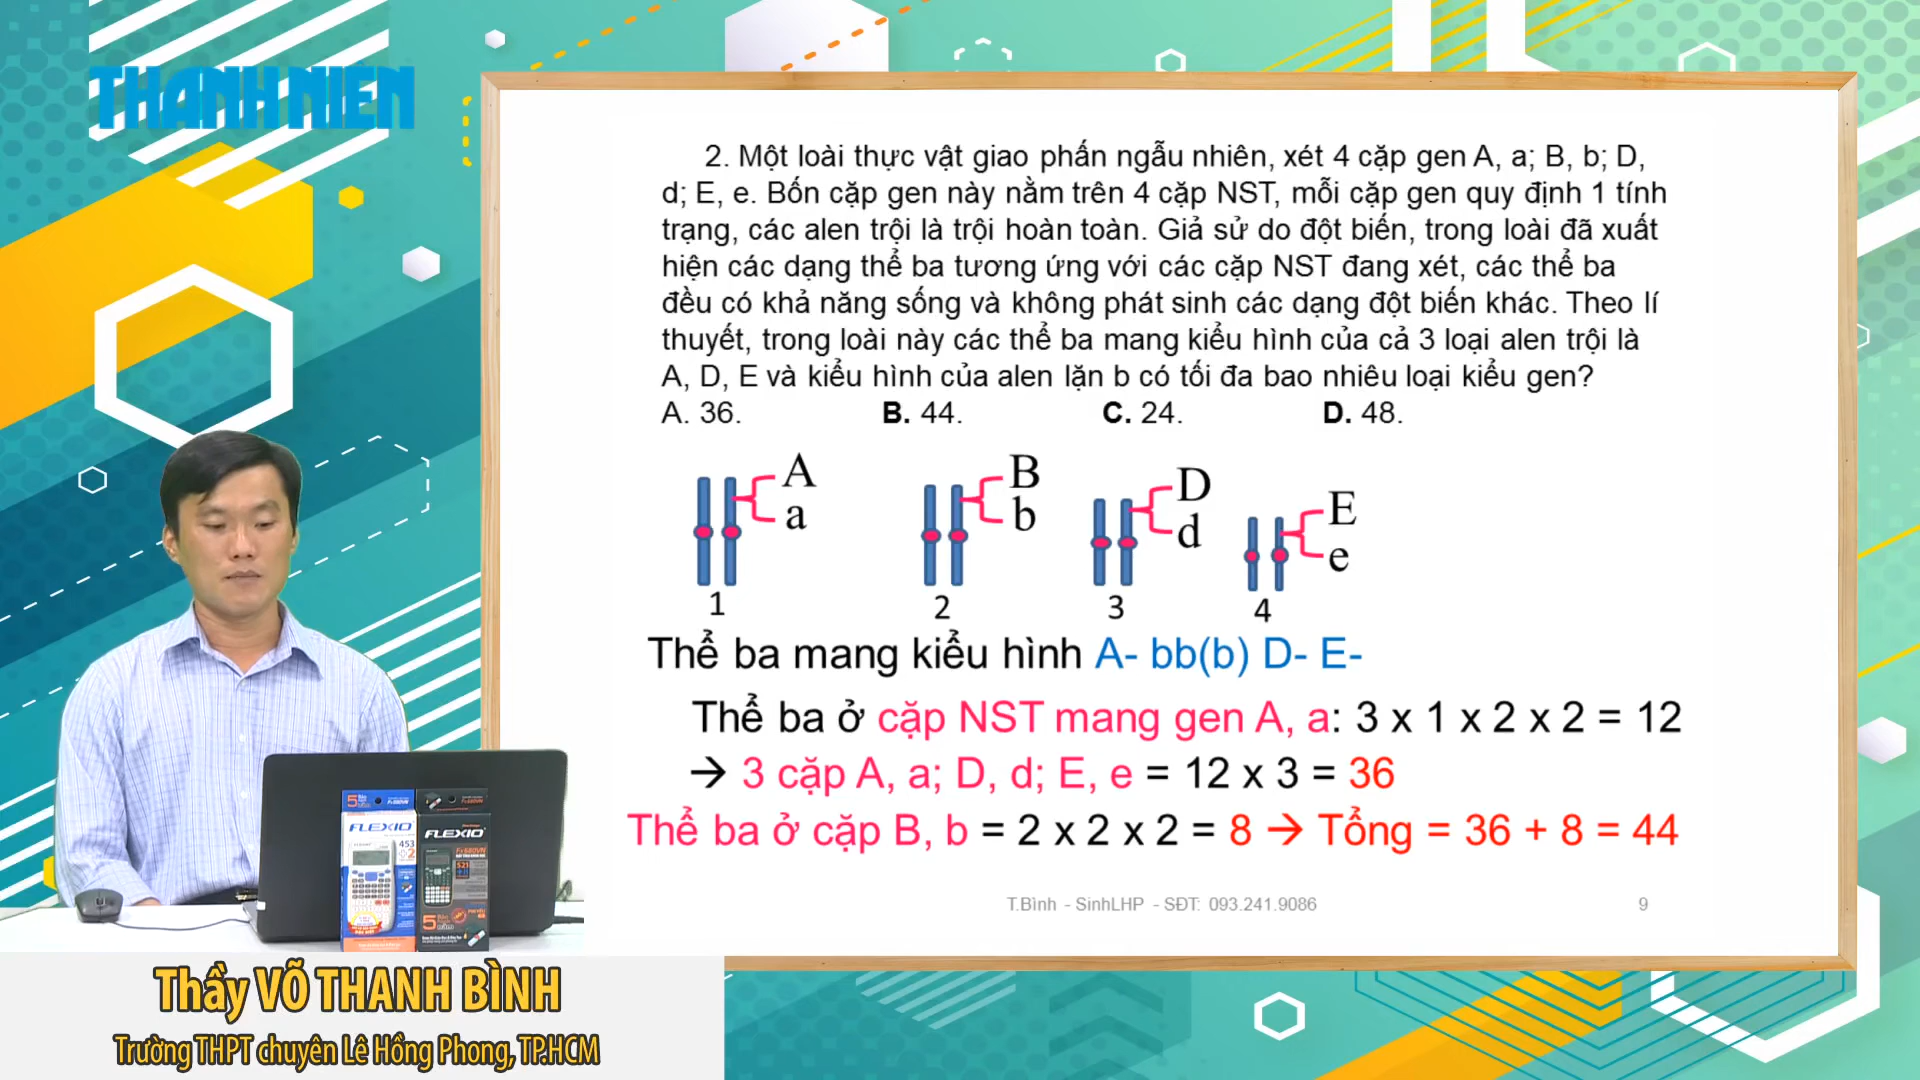 THANH NIÊN
2. Một loài thực vật giao phấn ngẫu nhiên, xét 4 cặp gen A, a; B, b; D,
d; E, e. Bốn cặp gen này nằm trên 4 cặp NST, mỗi cặp gen quy định 1 tính
trạng, các alen trội là trội hoàn toàn. Giả sử do đột biến, trong loài đã xuất
hiện các dạng thể ba tương ứng với các cặp NST đang xét, các thể ba
đều có khả năng sống và không phát sinh các dạng đột biến khác. Theo lí
thuyết, trong loài này các thể ba mang kiểu hình của cả 3 loại alen trội là
A, D, E và kiểu hình của alen lặn b có tối đa bao nhiêu loại kiểu gen?
A. 36. B. 44. C. 24. D. 48.
A
a
1
B
b
2
D
d
3
E
e
4
Thể ba mang kiểu hình A- bb(b) D- E-
Thể ba ở cặp NST mang gen A, a: 3 x 1 x 2 x 2 = 12
→ 3 cặp A, a; D, d; E, e = 12 x 3 = 36
Thể ba ở cặp B, b = 2 x 2 x 2 = 8 → Tổng = 36 + 8 = 44
T.Bình - SinhLHP - SĐT: 093.241.9086
9
FLEXIO
453
FLEXIO
Fx680VN
521
Thầy VÕ THANH BÌNH
Trường THPT chuyên Lê Hồng Phong, TP.HCM